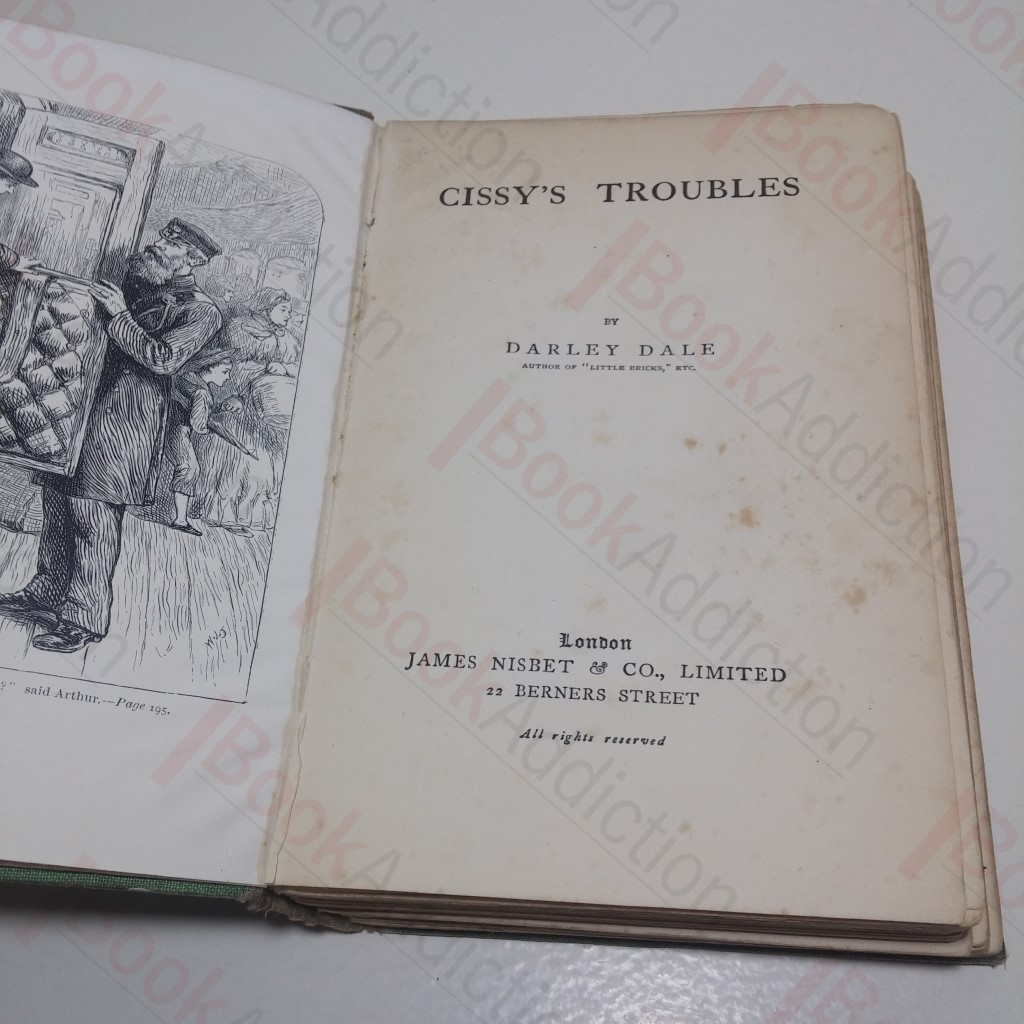 ?" said Arthur.—Page 195.
CISSY'S TROUBLES
BY
DARLEY DALE
AUTHOR OF "LITTLE BRICKS," ETC.
London
JAMES NISBET & CO., LIMITED
22 BERNERS STREET
All rights reserved
BookAddiction